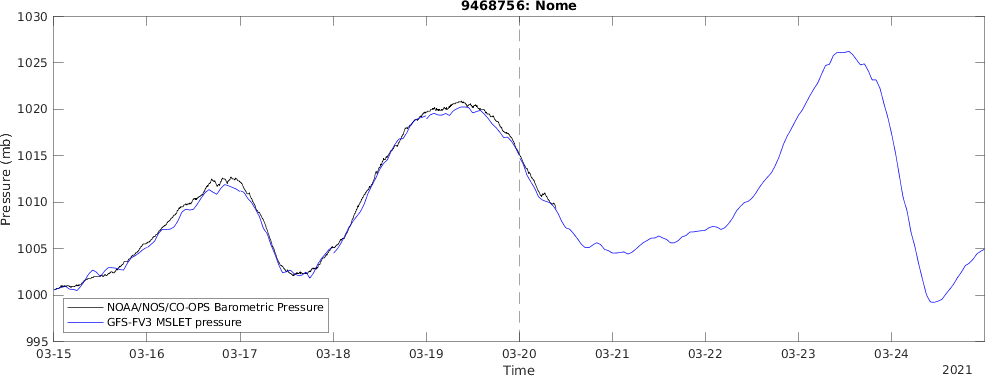 9468756: Nome
1030
1025
1020
1015
1010
1005
1000
995
Pressure (mb)
NOAA/NOS/CO-OPS Barometric Pressure
GFS-FV3 MSLET pressure
03-15 03-16 03-17 03-18 03-19 03-20 03-21 03-22 03-23 03-24
Time
2021